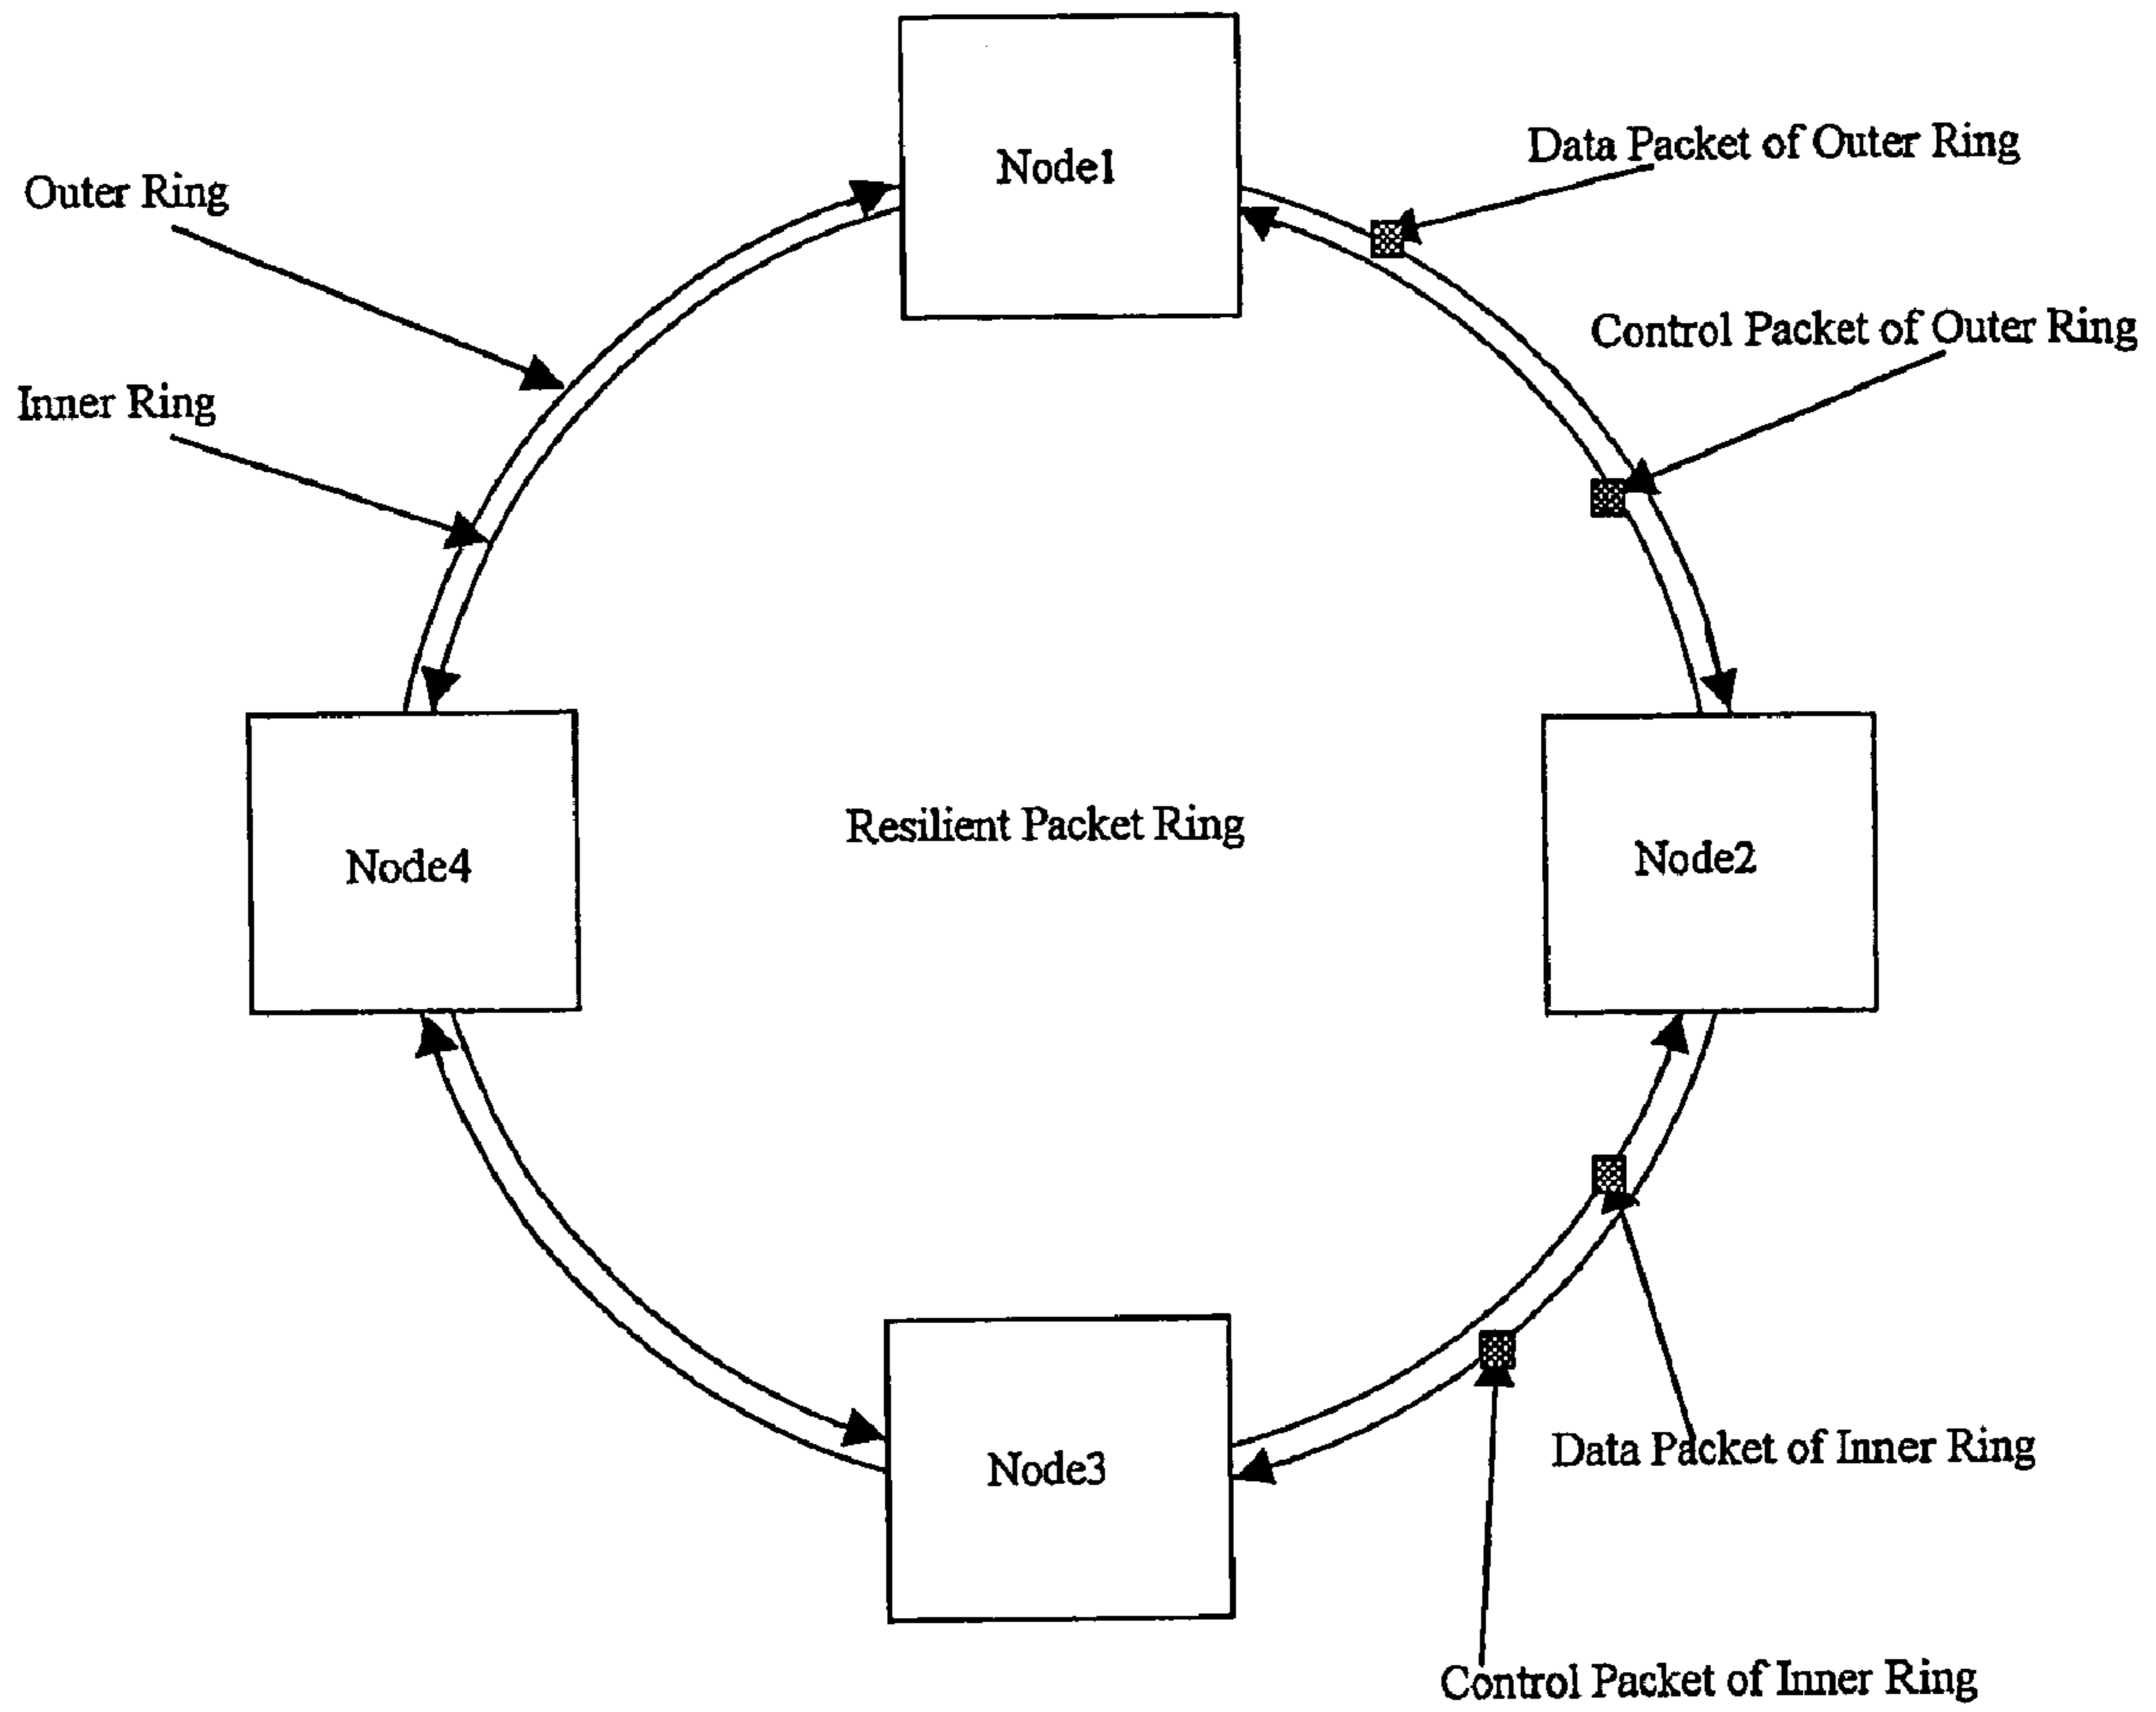 Node1
Data Packet of Outer Ring
Outer Ring
Control Packet of Outer Ring
Inner Ring
Resilient Packet Ring
Node4
Node2
Node3
Data Packet of Inner Ring
Control Packet of Inner Ring